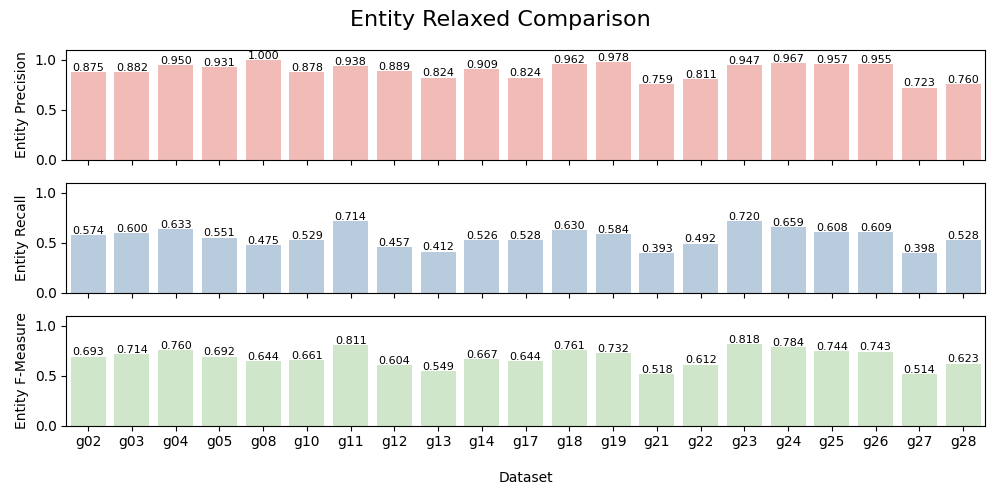 Entity Relaxed Comparison
Entity Precision
1.0
0.5
0.0
0.875 0.882 0.950 0.931 1.000 0.878 0.938 0.889 0.824 0.909 0.824 0.962 0.978 0.759 0.811 0.947 0.967 0.957 0.955 0.723 0.760
Entity Recall
1.0
0.5
0.0
0.574 0.600 0.633 0.551 0.475 0.529 0.714 0.457 0.412 0.526 0.528 0.630 0.584 0.393 0.492 0.720 0.659 0.608 0.609 0.398 0.528
Entity F-Measure
1.0
0.5
0.0
0.693 0.714 0.760 0.692 0.644 0.661 0.811 0.604 0.549 0.667 0.644 0.761 0.732 0.518 0.612 0.818 0.784 0.744 0.743 0.514 0.623
g02 g03 g04 g05 g08 g10 g11 g12 g13 g14 g17 g18 g19 g21 g22 g23 g24 g25 g26 g27 g28
Dataset